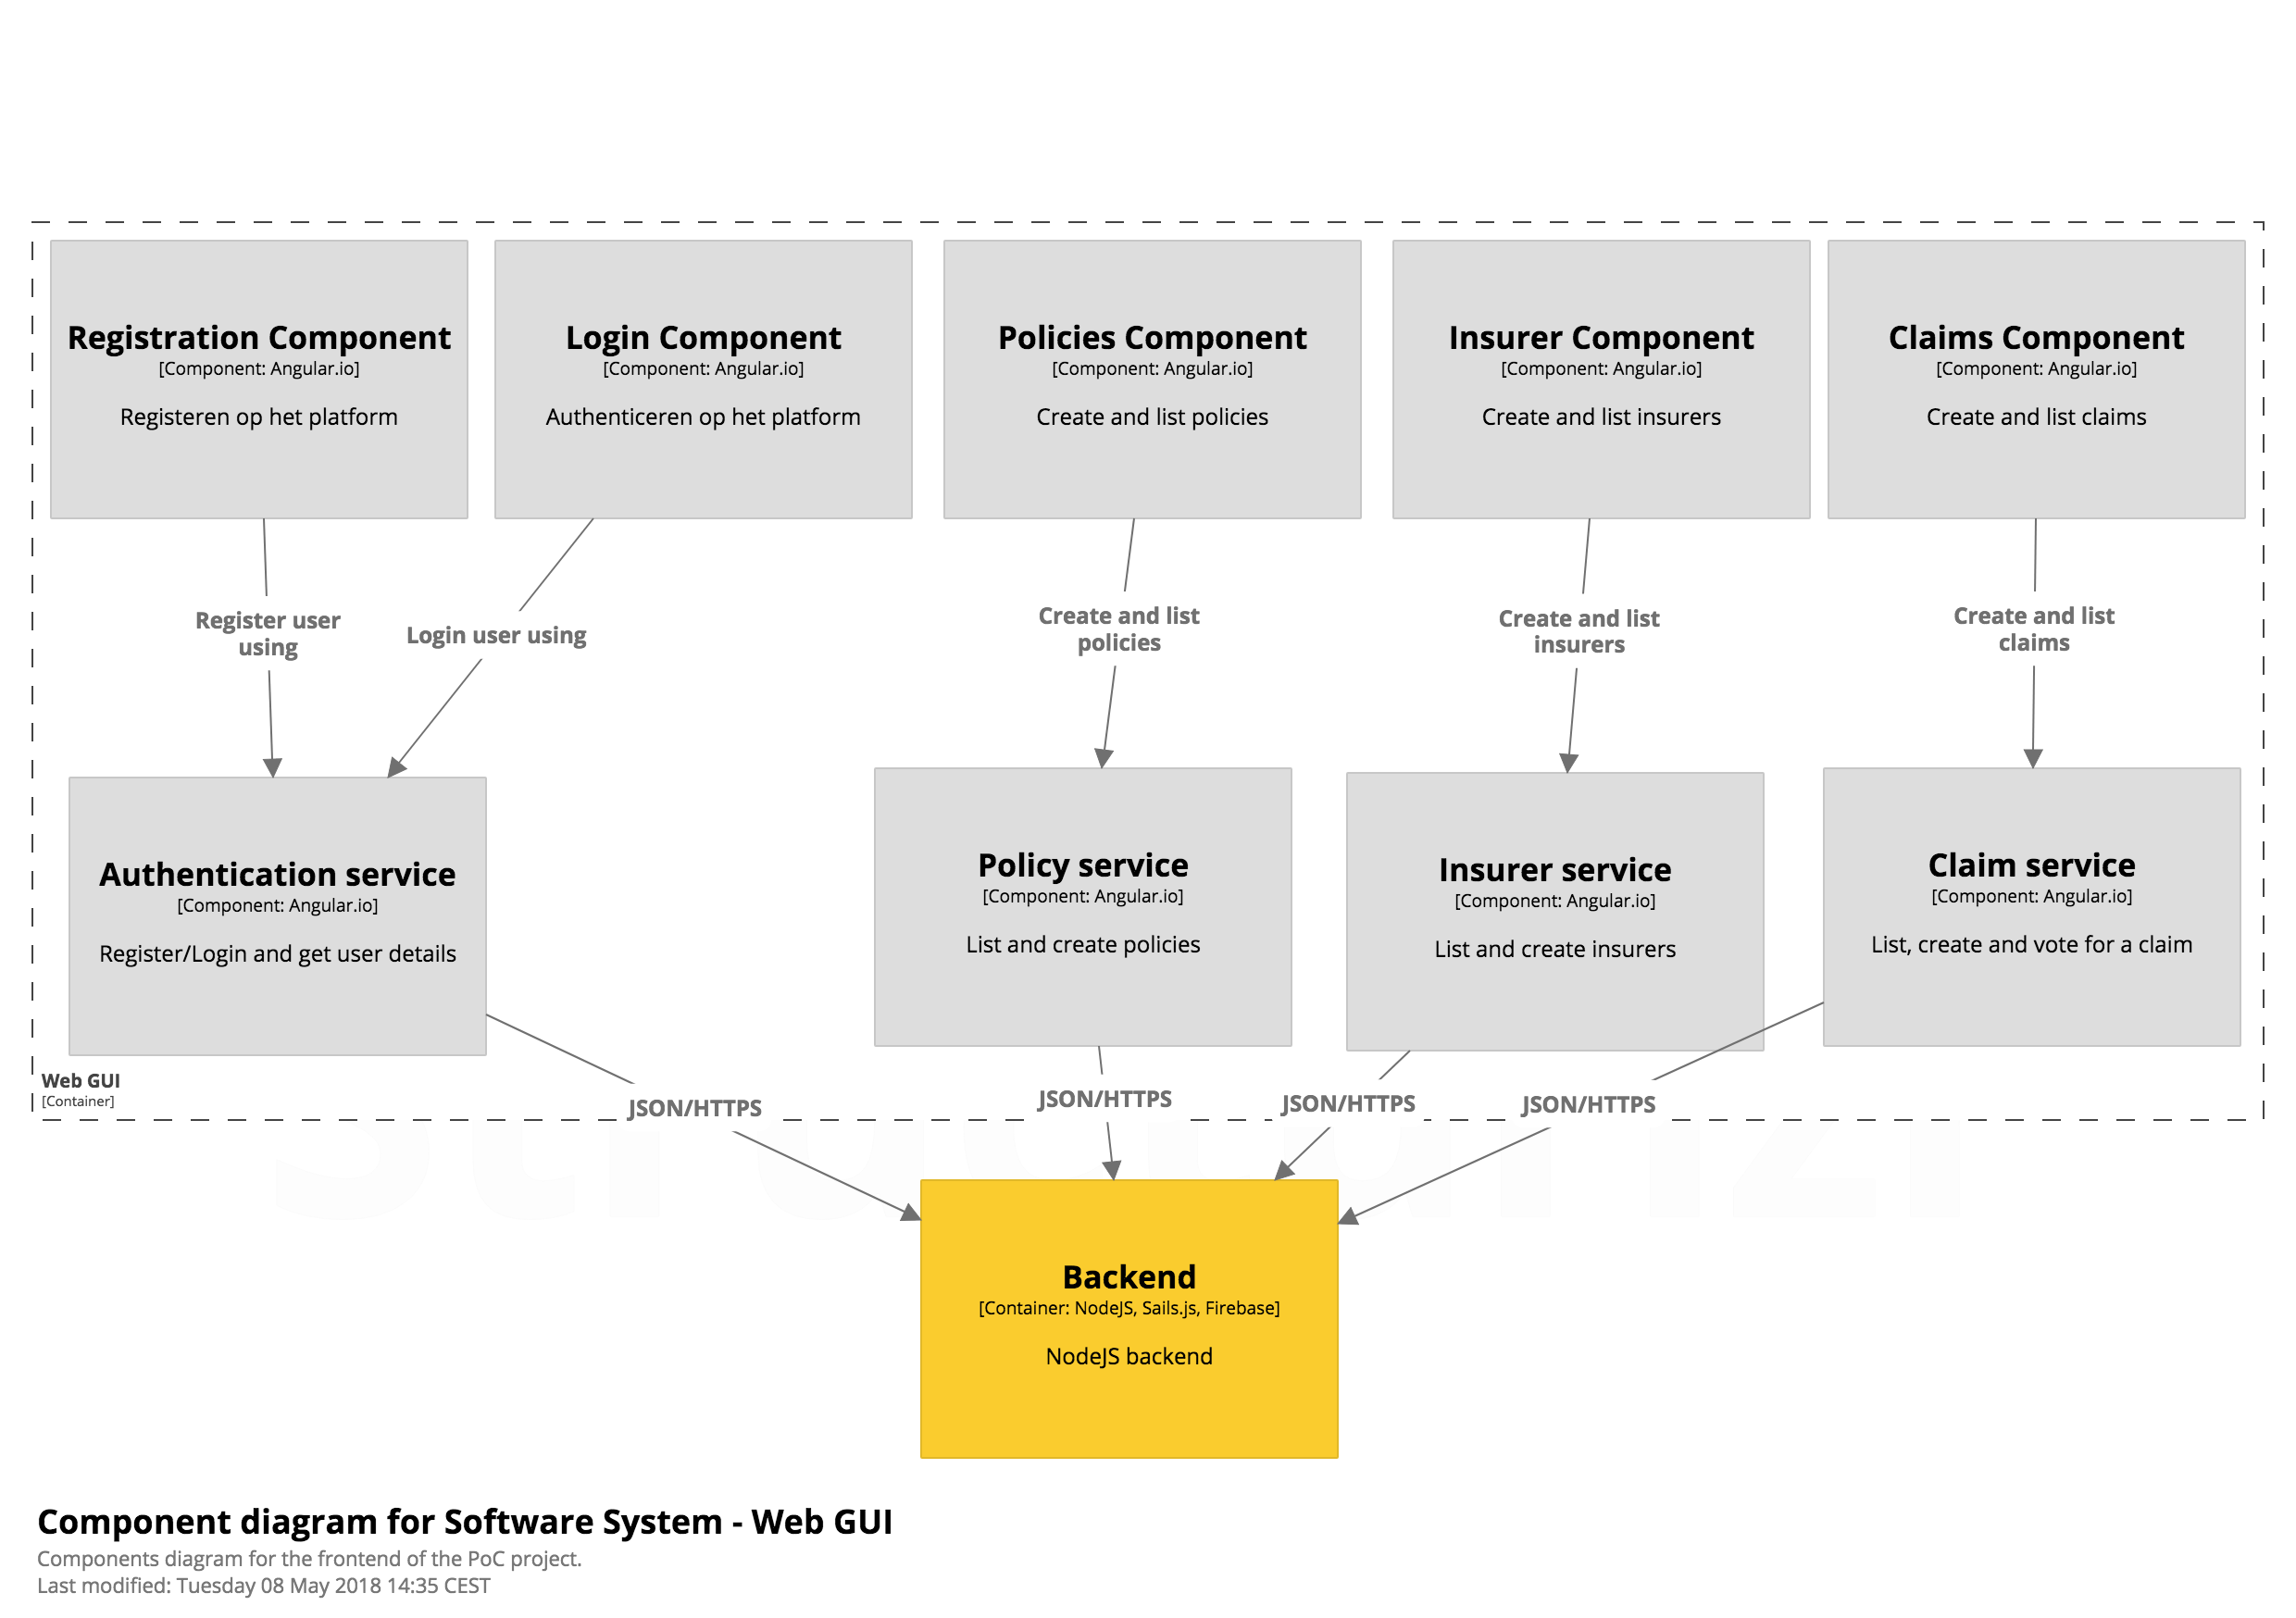 Registration Component
[Component: Angular.io]
Registeren op het platform
Login Component
[Component: Angular.io]
Authenticeren op het platform
Policies Component
[Component: Angular.io]
Create and list policies
Insurer Component
[Component: Angular.io]
Create and list insurers
Claims Component
[Component: Angular.io]
Create and list claims
Register user
using
Login user using
Create and list
policies
Create and list
insurers
Create and list
claims
Authentication service
[Component: Angular.io]
Register/Login and get user details
Policy service
[Component: Angular.io]
List and create policies
Insurer service
[Component: Angular.io]
List and create insurers
Claim service
[Component: Angular.io]
List, create and vote for a claim
Web GUI
[Container]
JSON/HTTPS
JSON/HTTPS
JSON/HTTPS
JSON/HTTPS
Backend
[Container: NodeJS, Sails.js, Firebase]
NodeJS backend
Component diagram for Software System - Web GUI
Components diagram for the frontend of the PoC project.
Last modified: Tuesday 08 May 2018 14:35 CEST